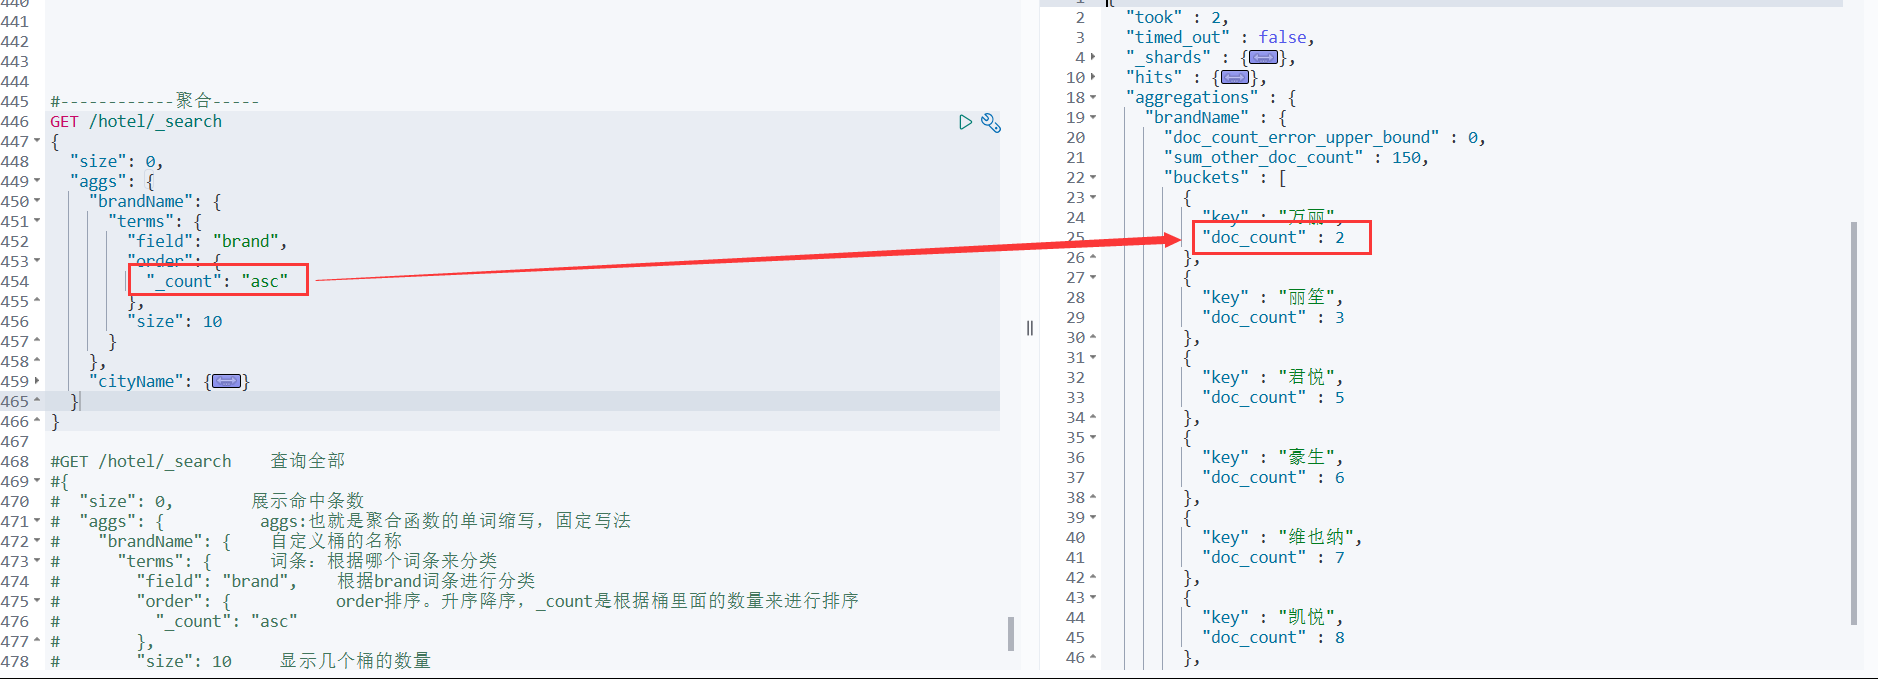 440
441
442
443
444
445 #------------聚合-----
446 GET /hotel/_search
447 {
448 "size": 0,
449 "aggs": {
450 "brandName": {
451 "terms": {
452 "field": "brand",
453 "order": {
454 "_count": "asc"
455 },
456 "size": 10
457 }
458 },
459 "cityName": {}
465 }
466 }
467
468 #GET /hotel/_search 查询全部
469 #{
470 # "size": 0, 展示命中条数
471 # "aggs": { aggs:也就是聚合函数的单词缩写，固定写法
472 # "brandName": { 自定义桶的名称
473 # "terms": { 词条：根据哪个词条来分类
474 # "field": "brand", 根据brand词条进行分类
475 # "order": { order排序。升序降序，_count是根据桶里面的数量来进行排序
476 # "_count": "asc"
477 # },
478 # "size": 10 显示几个桶的数量
1 {
2 "took" : 2,
3 "timed_out" : false,
4 "_shards" : {},
10 "hits" : {},
18 "aggregations" : {
19 "brandName" : {
20 "doc_count_error_upper_bound" : 0,
21 "sum_other_doc_count" : 150,
22 "buckets" : [
23 {
24 "key" : "万丽",
25 "doc_count" : 2
26 },
27 {
28 "key" : "丽笙",
29 "doc_count" : 3
30 },
31 {
32 "key" : "君悦",
33 "doc_count" : 5
34 },
35 {
36 "key" : "豪生",
37 "doc_count" : 6
38 },
39 {
40 "key" : "维也纳",
41 "doc_count" : 7
42 },
43 {
44 "key" : "凯悦",
45 "doc_count" : 8
46 },